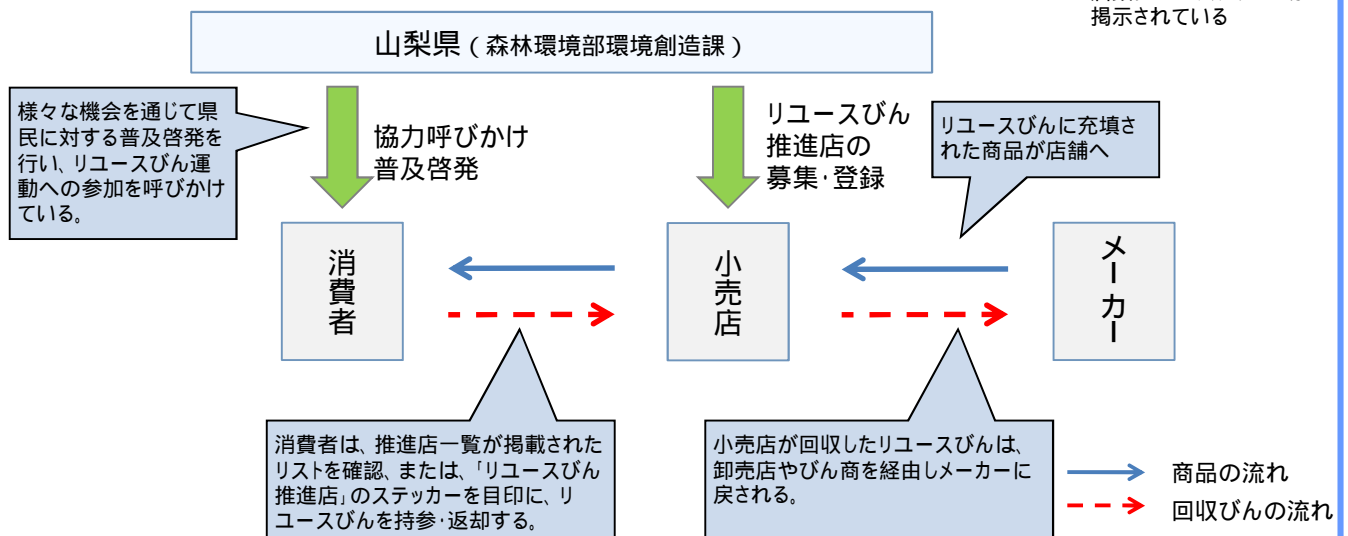 掲示されている
山梨県（森林環境部環境創造課）
様々な機会を通じて県
民に対する普及啓発を
行い、リユースびん運
動への参加を呼びかけ
ている。
協力呼びかけ
普及啓発
リユースびん
推進店の
募集・登録
リユースびんに充填さ
れた商品が店舗へ
消費者
小売店
メーカー
消費者は、推進店一覧が掲載された
リストを確認、または、「リユースびん
推進店」のステッカーを目印に、リ
ユースびんを持参・返却する。
小売店が回収したリユースびんは、
卸売店やびん商を経由しメーカーに
戻される。
商品の流れ
回収びんの流れ